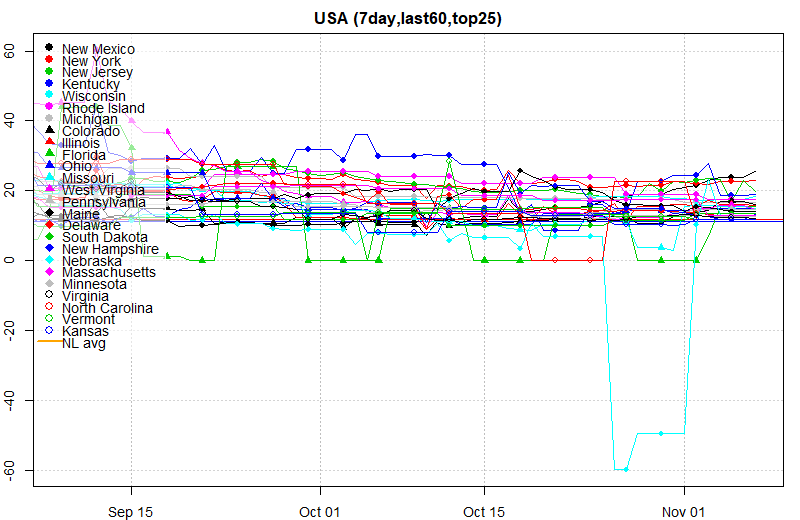 USA (7day,last60,top25)
60
40
20
0
-20
-40
-60
New Mexico
New York
New Jersey
Kentucky
Wisconsin
Rhode Island
Michigan
Colorado
Illinois
Florida
Ohio
Missouri
West Virginia
Pennsylvania
Maine
Delaware
South Dakota
New Hampshire
Nebraska
Massachusetts
Minnesota
Virginia
North Carolina
Vermont
Kansas
NL avg
Sep 15
Oct 01
Oct 15
Nov 01